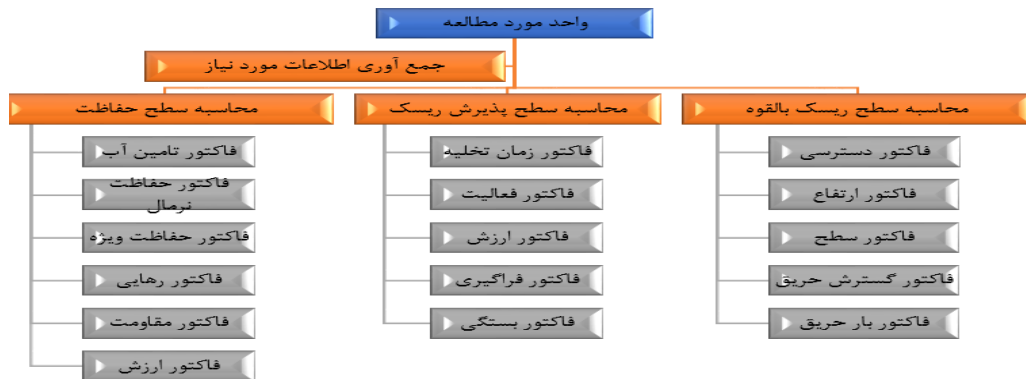 واحد مورد مطالعه
جمع آوری اطلاعات مورد نیاز
محاسبه سطح ریسک بالقوه
فاکتور دسترسی
فاکتور ارتفاع
فاکتور سطح
فاکتور گسترش حریق
فاکتور بار حریق
محاسبه سطح پذیرش ریسک
فاکتور زمان تخلیه
فاکتور فعالیت
فاکتور ارزش
فاکتور فراگیری
فاکتور بستگی
محاسبه سطح حفاظت
فاکتور تامین آب
فاکتور حفاظت
نرمال
فاکتور حفاظت ویژه
فاکتور رهایی
فاکتور مقاومت
فاکتور ارزش